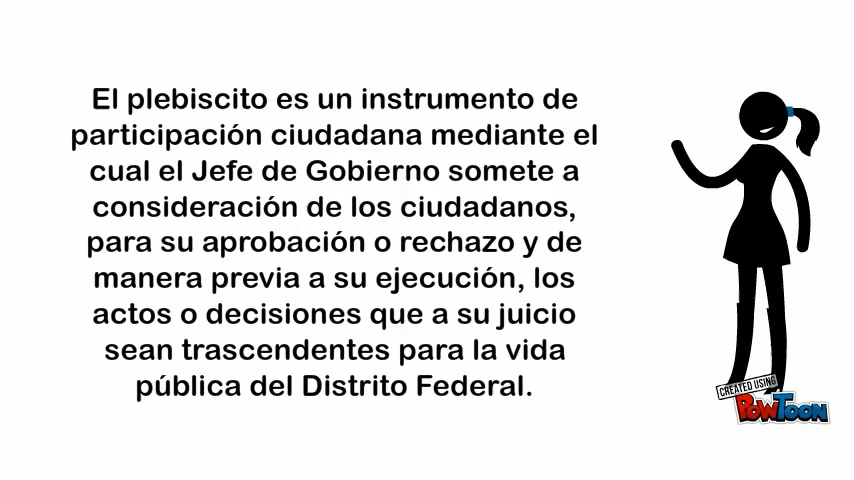 El plebiscito es un instrumento de
participación ciudadana mediante el
cual el Jefe de Gobierno somete a
consideración de los ciudadanos,
para su aprobación o rechazo y de
manera previa a su ejecución, los
actos o decisiones que a su juicio
sean trascendentes para la vida
pública del Distrito Federal.
CREATED USING
POWTOON